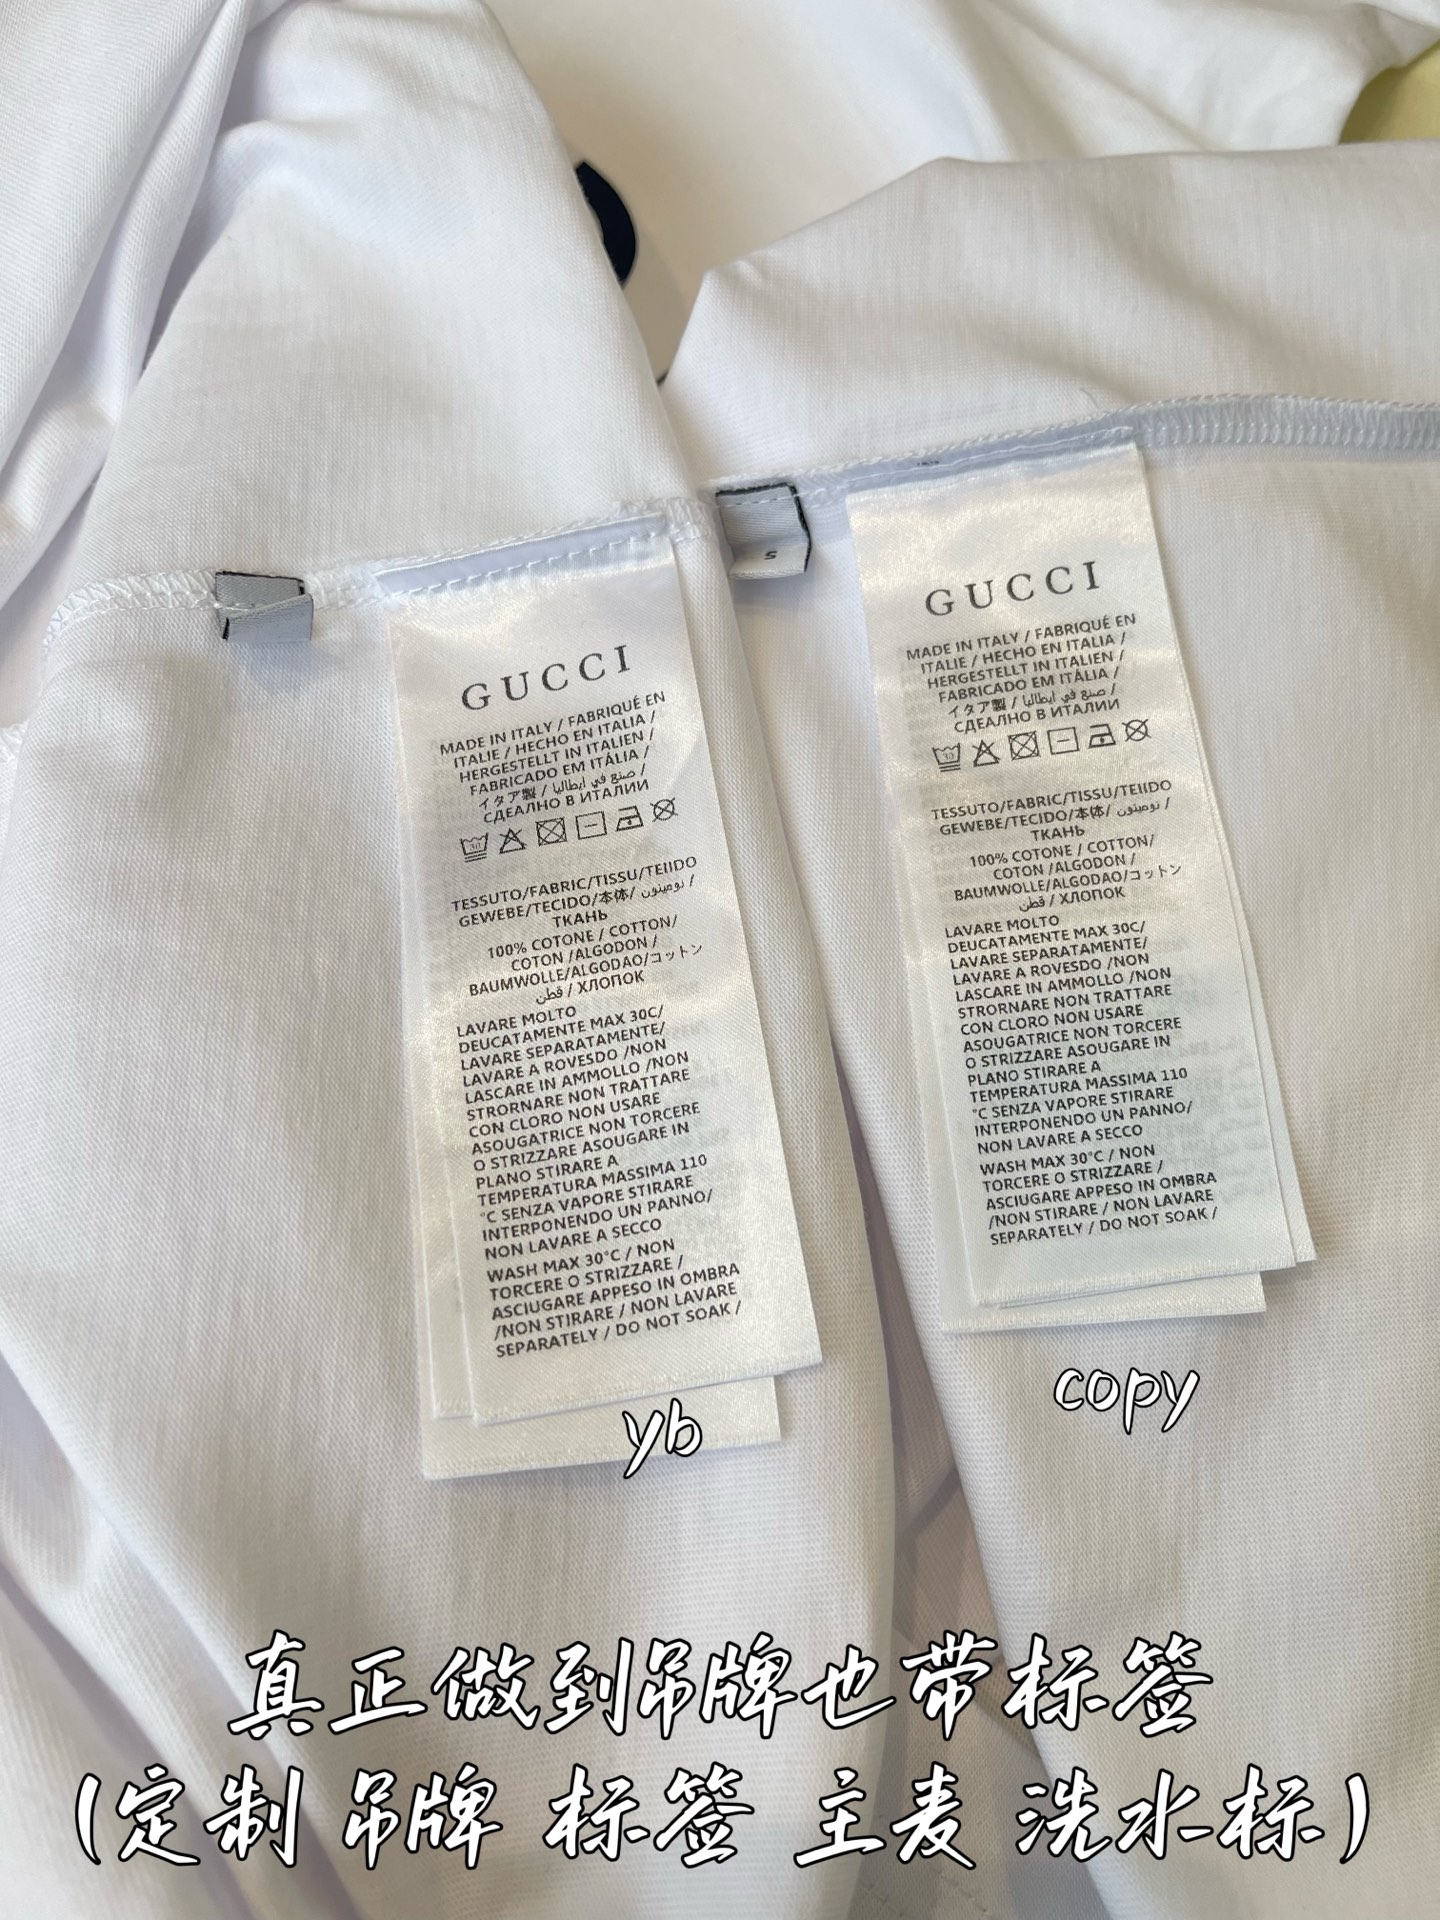 GUCCI
MADE IN ITALY / FABRIQUÉ EN
ITALIE / HECHO EN ITALIA /
HERGESTELLT IN ITALIEN /
FABRICADO EM ITÁLIA /
イタア製 / صنع في ايطاليا /
СДЕАЛНО В ИТАЛИИ
30
TESSUTO/FABRIC/TISSU/TEIIDO
GEWEBE/TECIDO/本体/ نومیتون /
ТКАНЬ
100% COTONE / COTTON/
COTON /ALGODON /
BAUMWOLLE/ALGODAO/コットン
قطن / ХЛОПОК
LAVARE MOLTO
DEUCATAMENTE MAX 30C/
LAVARE SEPARATAMENTE/
LAVARE A ROVESDO /NON
LASCARE IN AMMOLLO /NON
STRORNARE NON TRATTARE
CON CLORO NON USARE
ASOUGATRICE NON TORCERE
O STRIZZARE ASOUGARE IN
PLANO STIRARE A
TEMPERATURA MASSIMA 110
°C SENZA VAPORE STIRARE
INTERPONENDO UN PANNO/
NON LAVARE A SECCO
WASH MAX 30°C / NON
TORCERE O STRIZZARE /
ASCIUGARE APPESO IN OMBRA
/NON STIRARE / NON LAVARE
SEPARATELY / DO NOT SOAK /
yb
S
GUCCI
MADE IN ITALY / FABRIQUÉ EN
ITALIE / HECHO EN ITALIA /
HERGESTELLT IN ITALIEN /
FABRICADO EM ITÁLIA /
イタア製 / صنع في ايطاليا /
СДЕАЛНО В ИТАЛИИ
30
TESSUTO/FABRIC/TISSU/TEIIDO
GEWEBE/TECIDO/本体/ نومیتون /
ТКАНЬ
100% COTONE / COTTON/
COTON /ALGODON /
BAUMWOLLE/ALGODAO/コットン
قطن / ХЛОПОК
LAVARE MOLTO
DEUCATAMENTE MAX 30C/
LAVARE SEPARATAMENTE/
LAVARE A ROVESDO /NON
LASCARE IN AMMOLLO /NON
STRORNARE NON TRATTARE
CON CLORO NON USARE
ASOUGATRICE NON TORCERE
O STRIZZARE ASOUGARE IN
PLANO STIRARE A
TEMPERATURA MASSIMA 110
°C SENZA VAPORE STIRARE
INTERPONENDO UN PANNO/
NON LAVARE A SECCO
WASH MAX 30°C / NON
TORCERE O STRIZZARE /
ASCIUGARE APPESO IN OMBRA
/NON STIRARE / NON LAVARE
SEPARATELY / DO NOT SOAK /
copy
真正做到吊牌也带标签
(定制 吊牌 标签 主麦 洗水标)